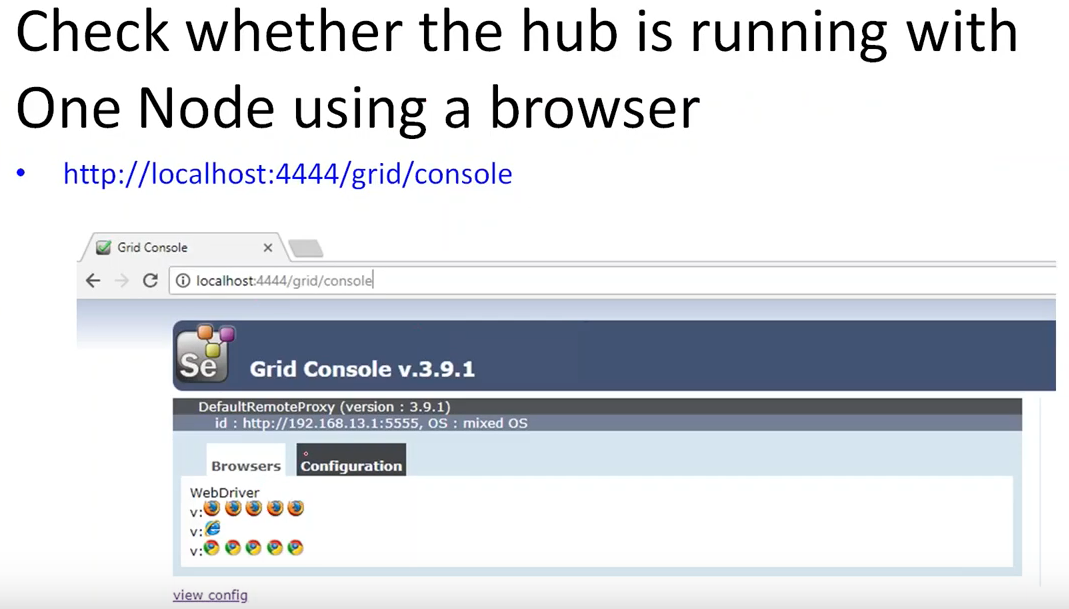 Check whether the hub is running with
One Node using a browser
• http://localhost:4444/grid/console
Grid Console
localhost:4444/grid/console
Se
Grid Console v.3.9.1
DefaultRemoteProxy (version : 3.9.1)
id : http://192.168.13.1:5555, OS : mixed OS
Browsers Configuration
WebDriver
v:
v:
v:
view config